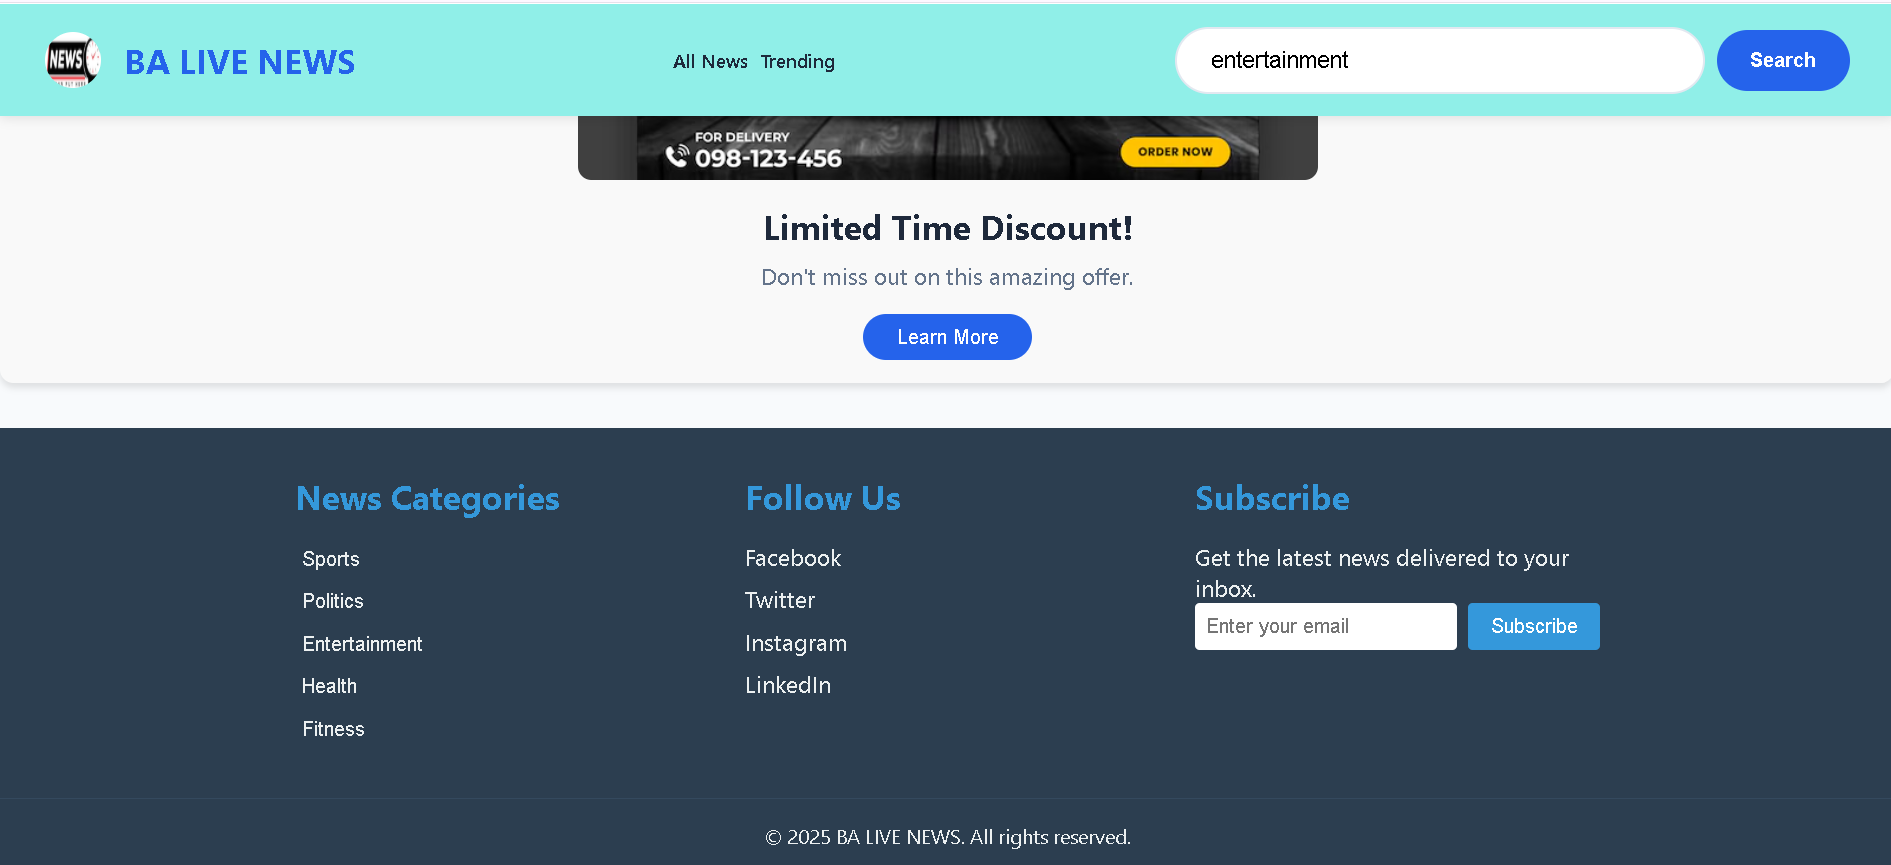 NEWS
BA LIVE NEWS
All News Trending
entertainment
Search
FOR DELIVERY
098-123-456
ORDER NOW
Limited Time Discount!
Don't miss out on this amazing offer.
Learn More
News Categories
Sports
Politics
Entertainment
Health
Fitness
Follow Us
Facebook
Twitter
Instagram
LinkedIn
Subscribe
Get the latest news delivered to your
inbox.
Enter your email
Subscribe
© 2025 BA LIVE NEWS. All rights reserved.